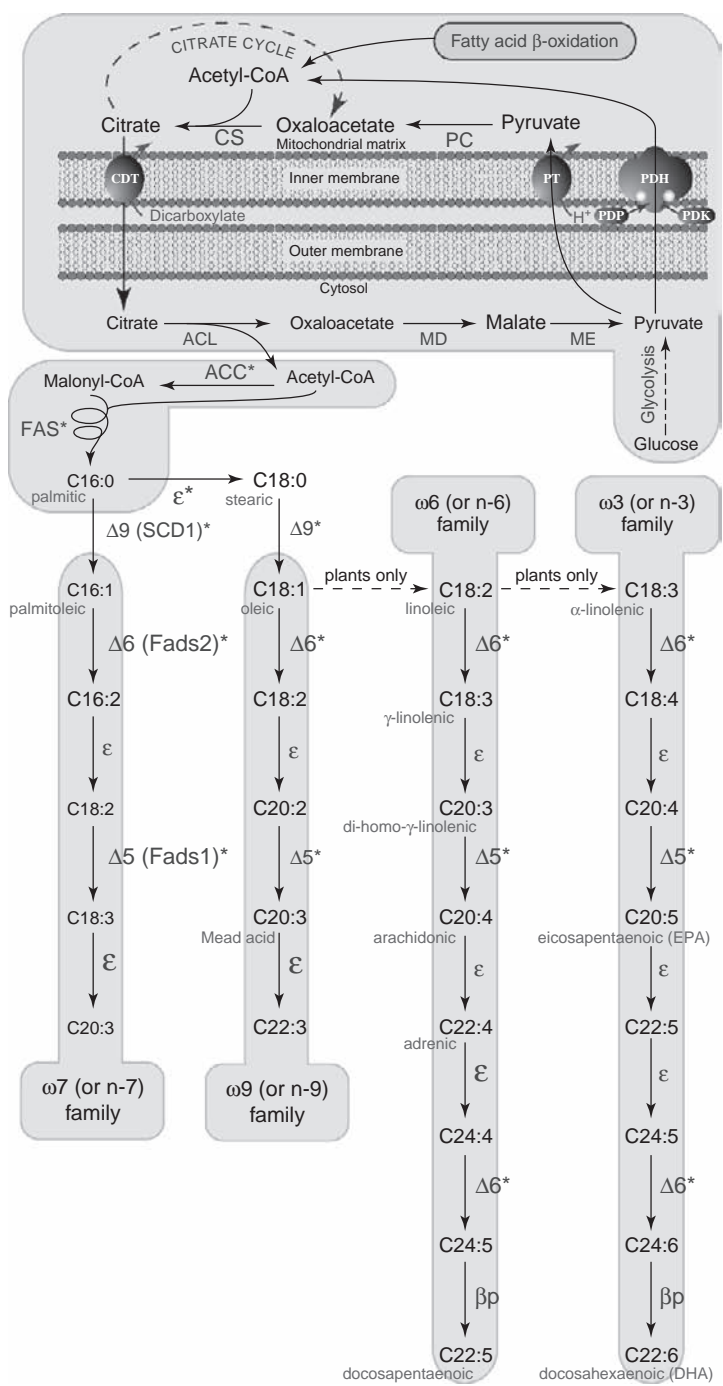 CITRATE CYCLE
Fatty acid β-oxidation
Acetyl-CoA
Citrate
CS
Oxaloacetate
PC
Pyruvate
Mitochondrial matrix
CDT
Inner membrane
PT
PDH
Dicarboxylate
H+
PDP
PDK
Outer membrane
Cytosol
Citrate
ACL
Oxaloacetate
MD
Malate
ME
Pyruvate
Glycolysis
Glucose
Malonyl-CoA
ACC*
Acetyl-CoA
FAS*
C16:0
palmitic
ε*
C18:0
stearic
ω6 (or n-6)
family
ω3 (or n-3)
family
Δ9 (SCD1)*
Δ9*
C16:1
palmitoleic
C18:1
oleic
plants only
C18:2
linoleic
plants only
C18:3
α-linolenic
Δ6 (Fads2)*
Δ6*
Δ6*
Δ6*
C16:2
C18:2
C18:3
γ-linolenic
C18:4
ε
ε
ε
ε
C18:2
C20:2
C20:3
di-homo-γ-linolenic
C20:4
Δ5 (Fads1)*
Δ5*
Δ5*
Δ5*
C18:3
C20:3
Mead acid
C20:4
arachidonic
C20:5
eicosapentaenoic (EPA)
ε
ε
ε
ε
C20:3
C22:3
C22:4
adrenic
C22:5
ω7 (or n-7)
family
ω9 (or n-9)
family
ε
ε
C24:4
C24:5
Δ6*
Δ6*
C24:5
C24:6
βp
βp
C22:5
docosapentaenoic
C22:6
docosahexaenoic (DHA)